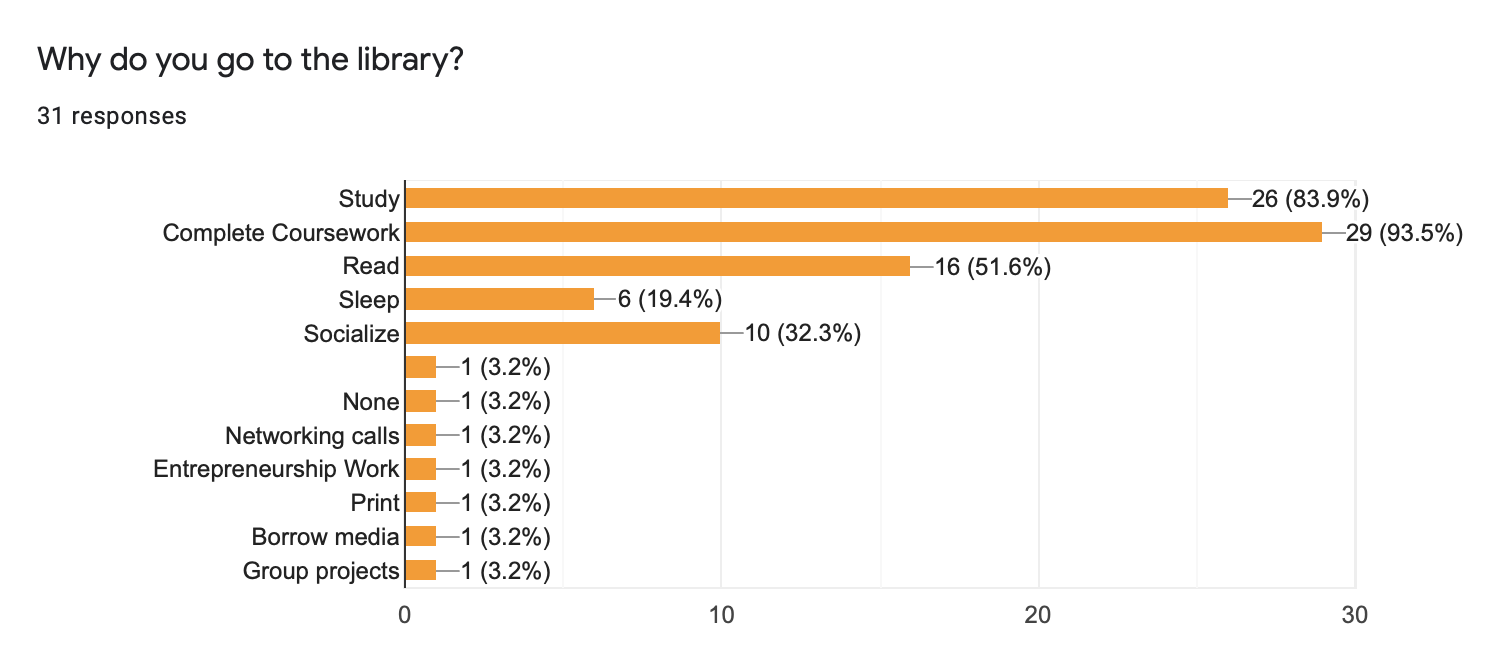 Why do you go to the library?
31 responses
Study 26 (83.9%)
Complete Coursework 29 (93.5%)
Read 16 (51.6%)
Sleep 6 (19.4%)
Socialize 10 (32.3%)
1 (3.2%)
None 1 (3.2%)
Networking calls 1 (3.2%)
Entrepreneurship Work 1 (3.2%)
Print 1 (3.2%)
Borrow media 1 (3.2%)
Group projects 1 (3.2%)
0 10 20 30